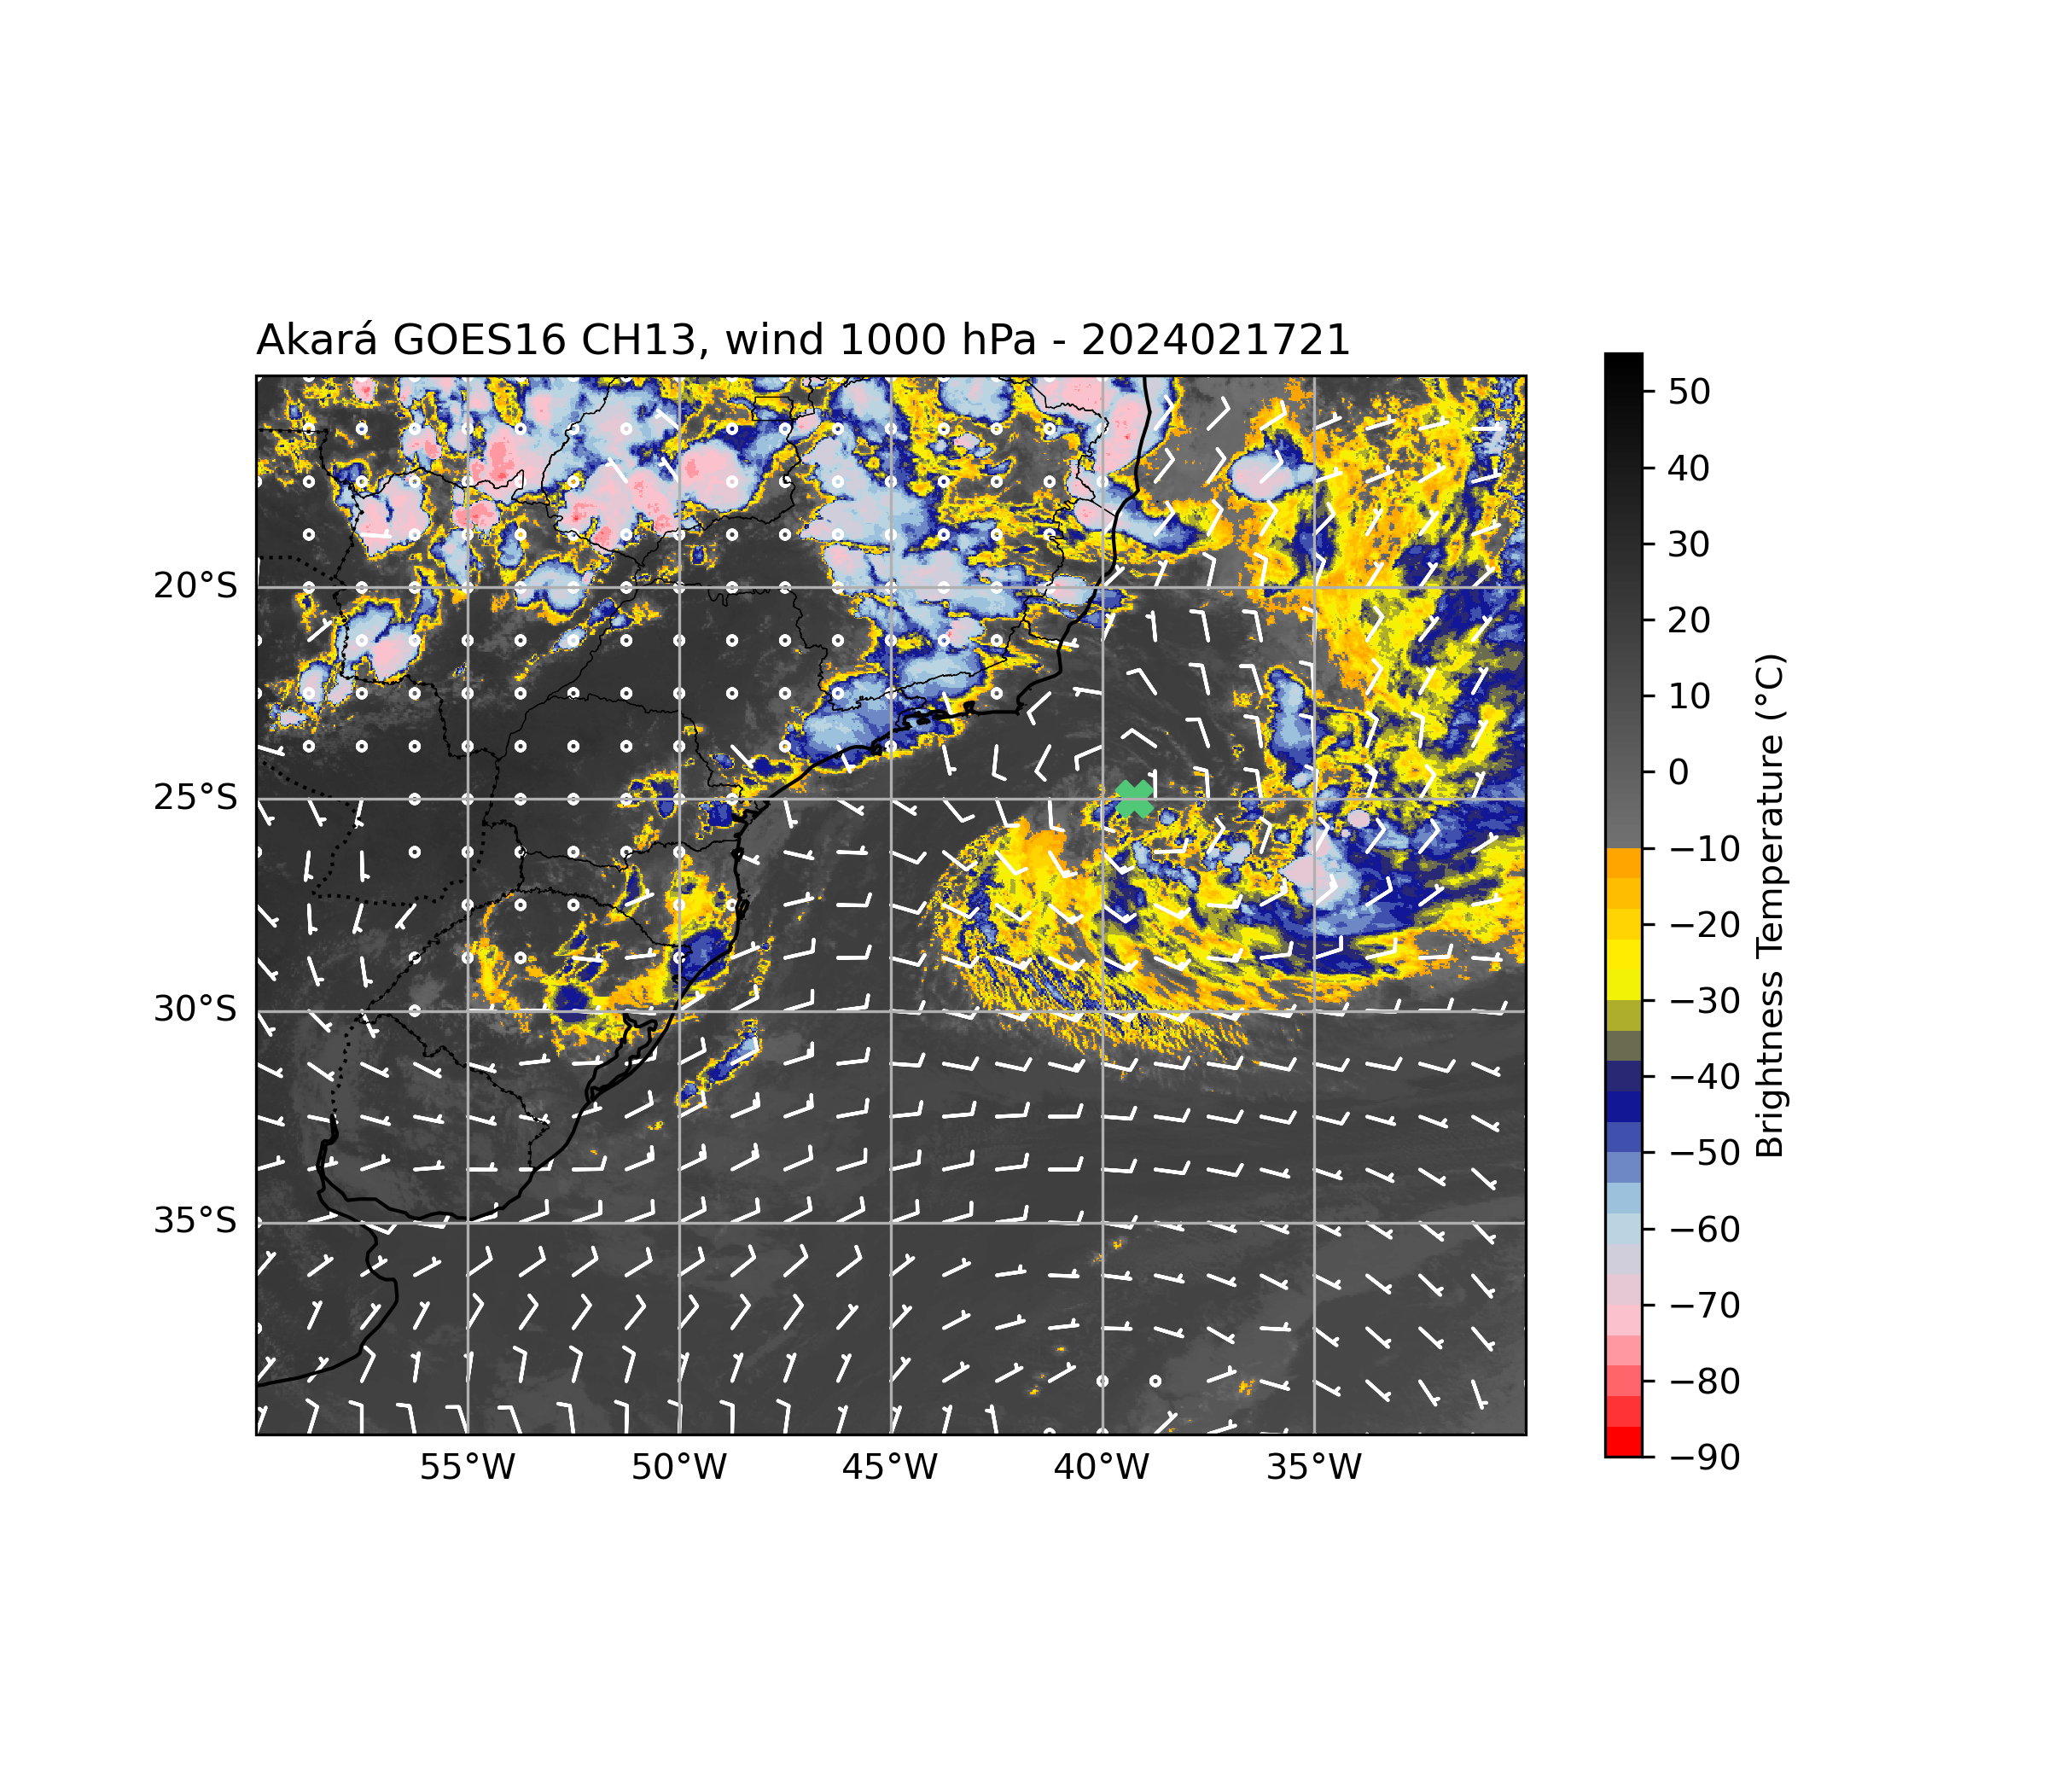 Akará GOES16 CH13, wind 1000 hPa - 2024021721
20°S
25°S
30°S
35°S
55°W
50°W
45°W
40°W
35°W
50
40
30
20
10
0
−10
−20
−30
−40
−50
−60
−70
−80
−90
Brightness Temperature (°C)